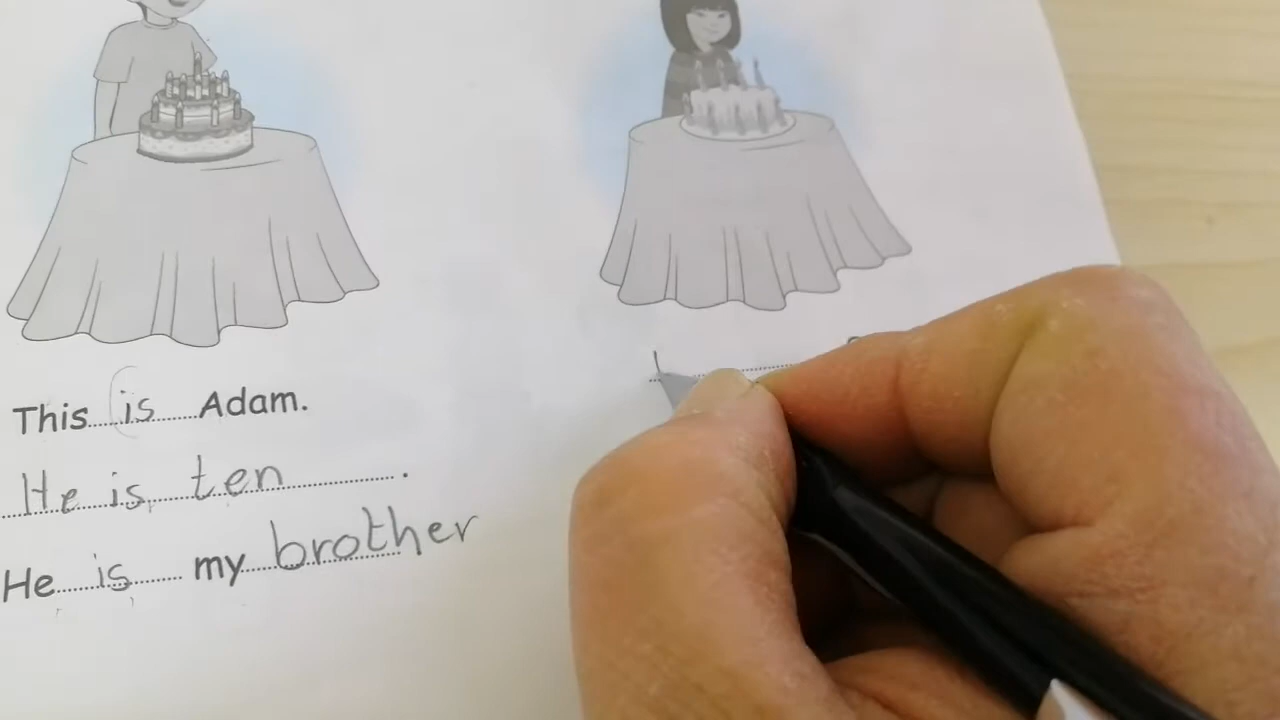 This is Adam.
He is ten.
He is my brother